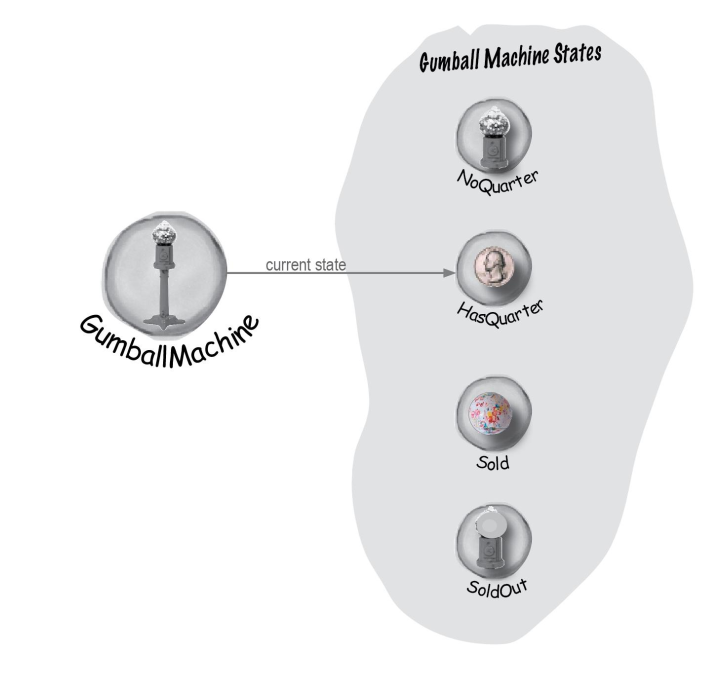 Gumball Machine States
NoQuarter
current state
HasQuarter
GumballMachine
Sold
SoldOut